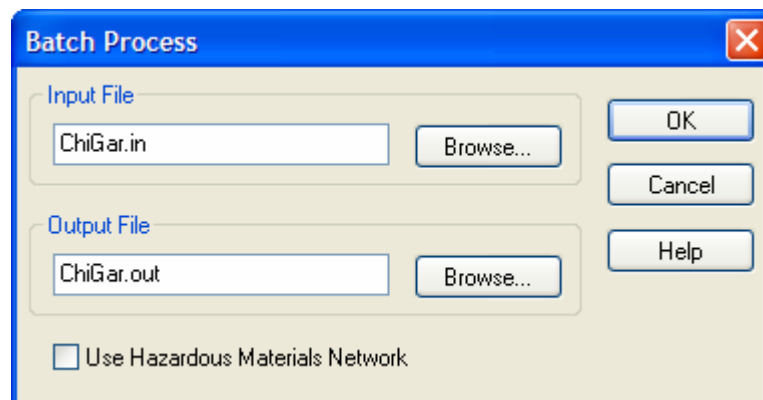 Batch Process
Input File
ChiGar.in
Browse...
OK
Cancel
Output File
ChiGar.out
Browse...
Help
Use Hazardous Materials Network